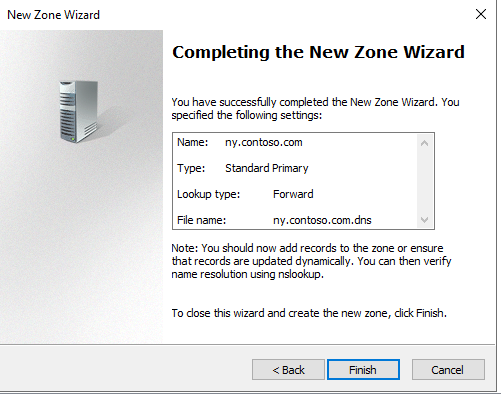 New Zone Wizard
Completing the New Zone Wizard
You have successfully completed the New Zone Wizard. You
specified the following settings:
Name: ny.contoso.com
Type: Standard Primary
Lookup type: Forward
File name: ny.contoso.com.dns
Note: You should now add records to the zone or ensure
that records are updated dynamically. You can then verify
name resolution using nslookup.
To close this wizard and create the new zone, click Finish.
< Back Finish Cancel